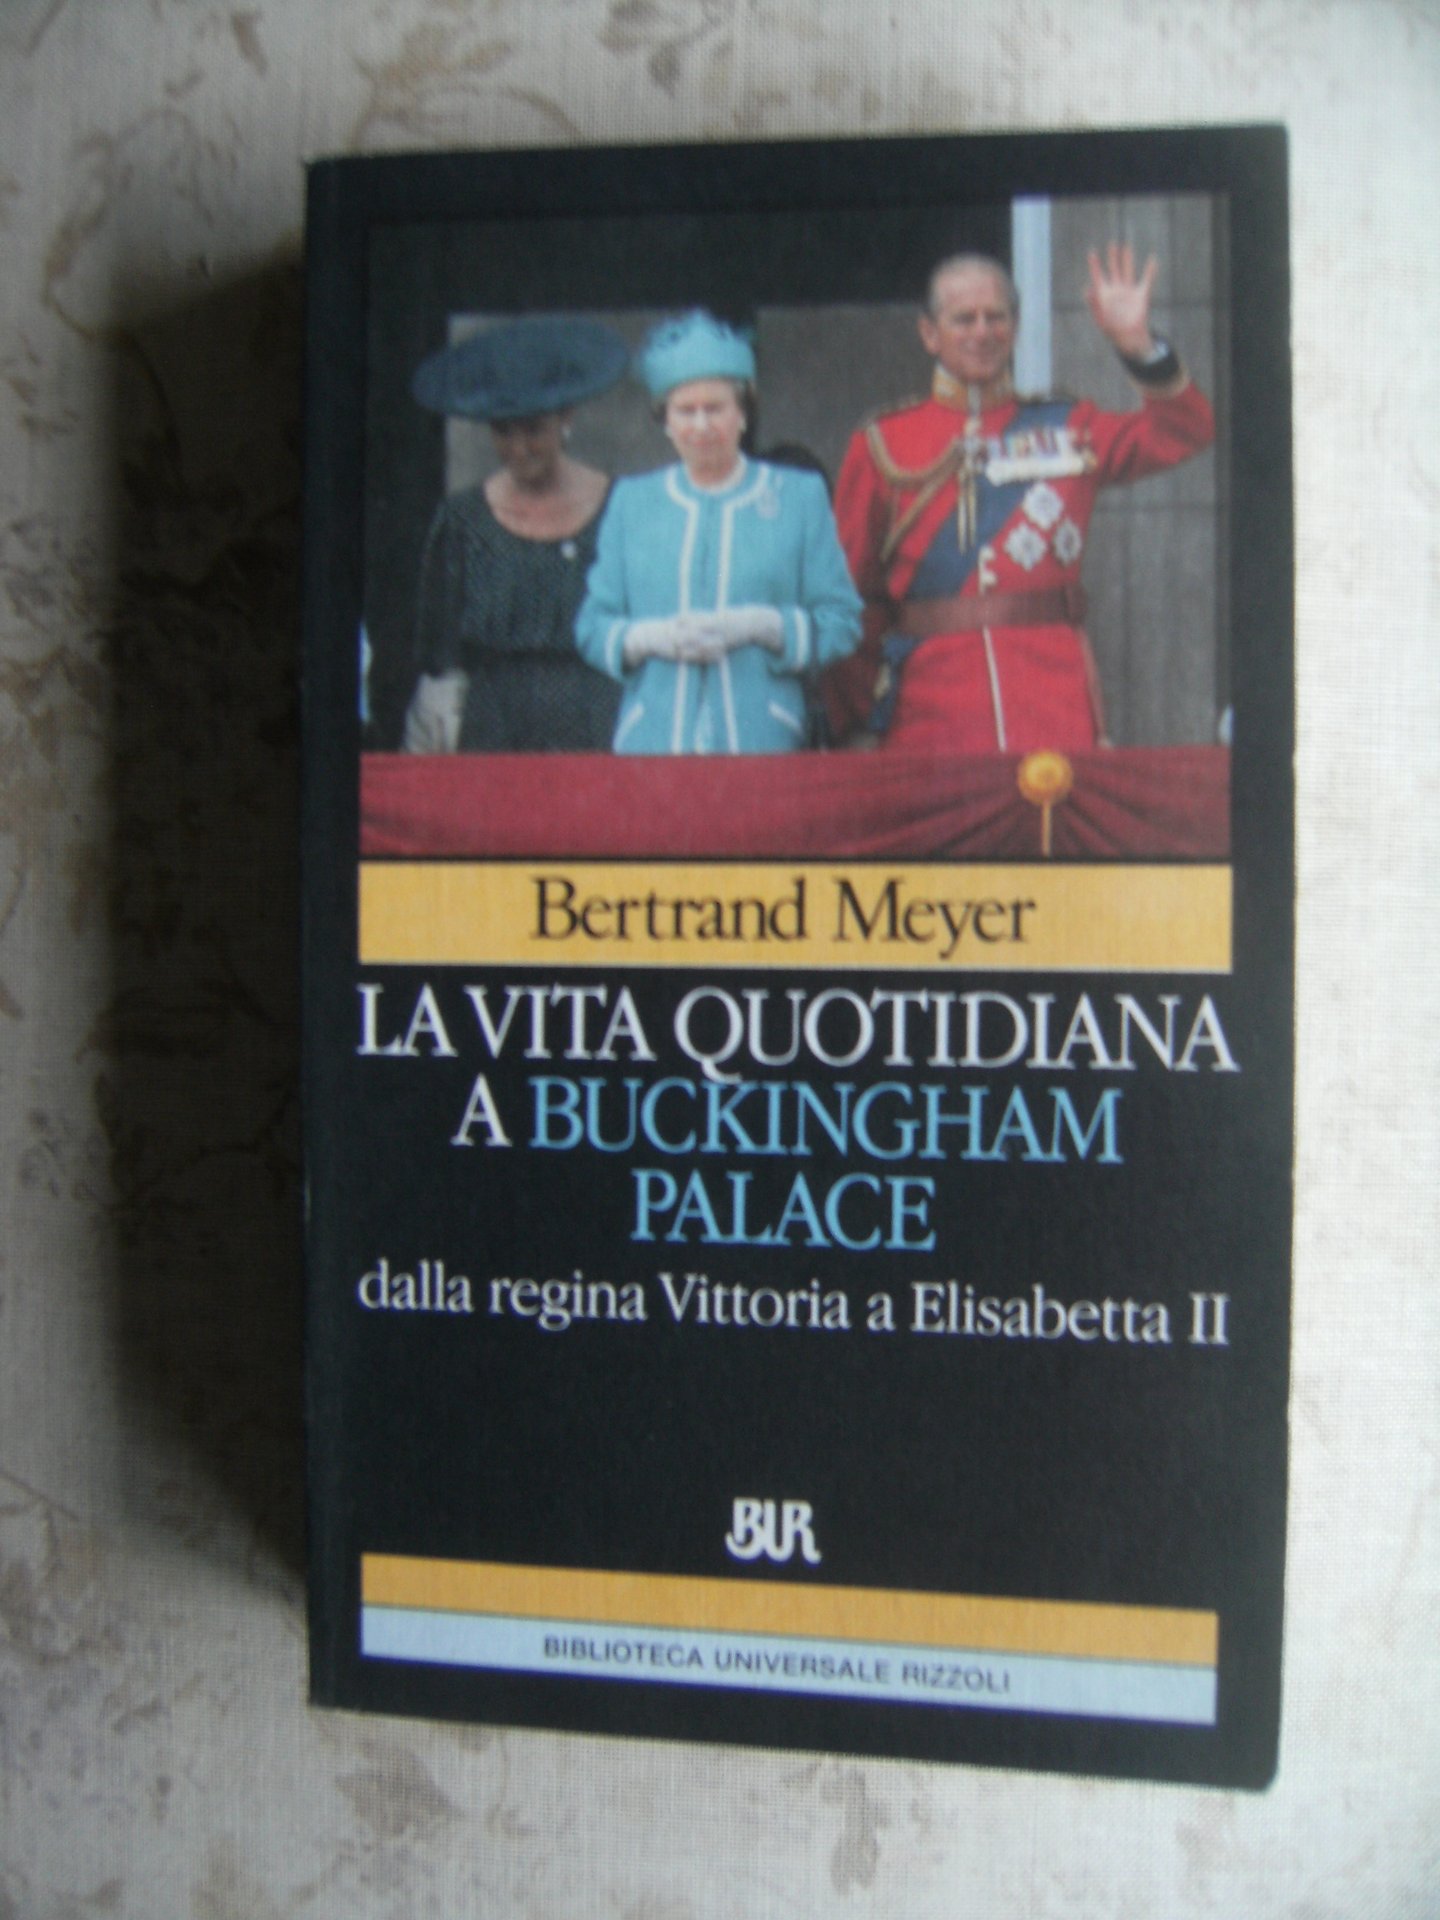 Bertrand Meyer
LA VITA QUOTIDIANA
A BUCKINGHAM
PALACE
dalla regina Vittoria a Elisabetta II
BUR
BIBLIOTECA UNIVERSALE RIZZOLI